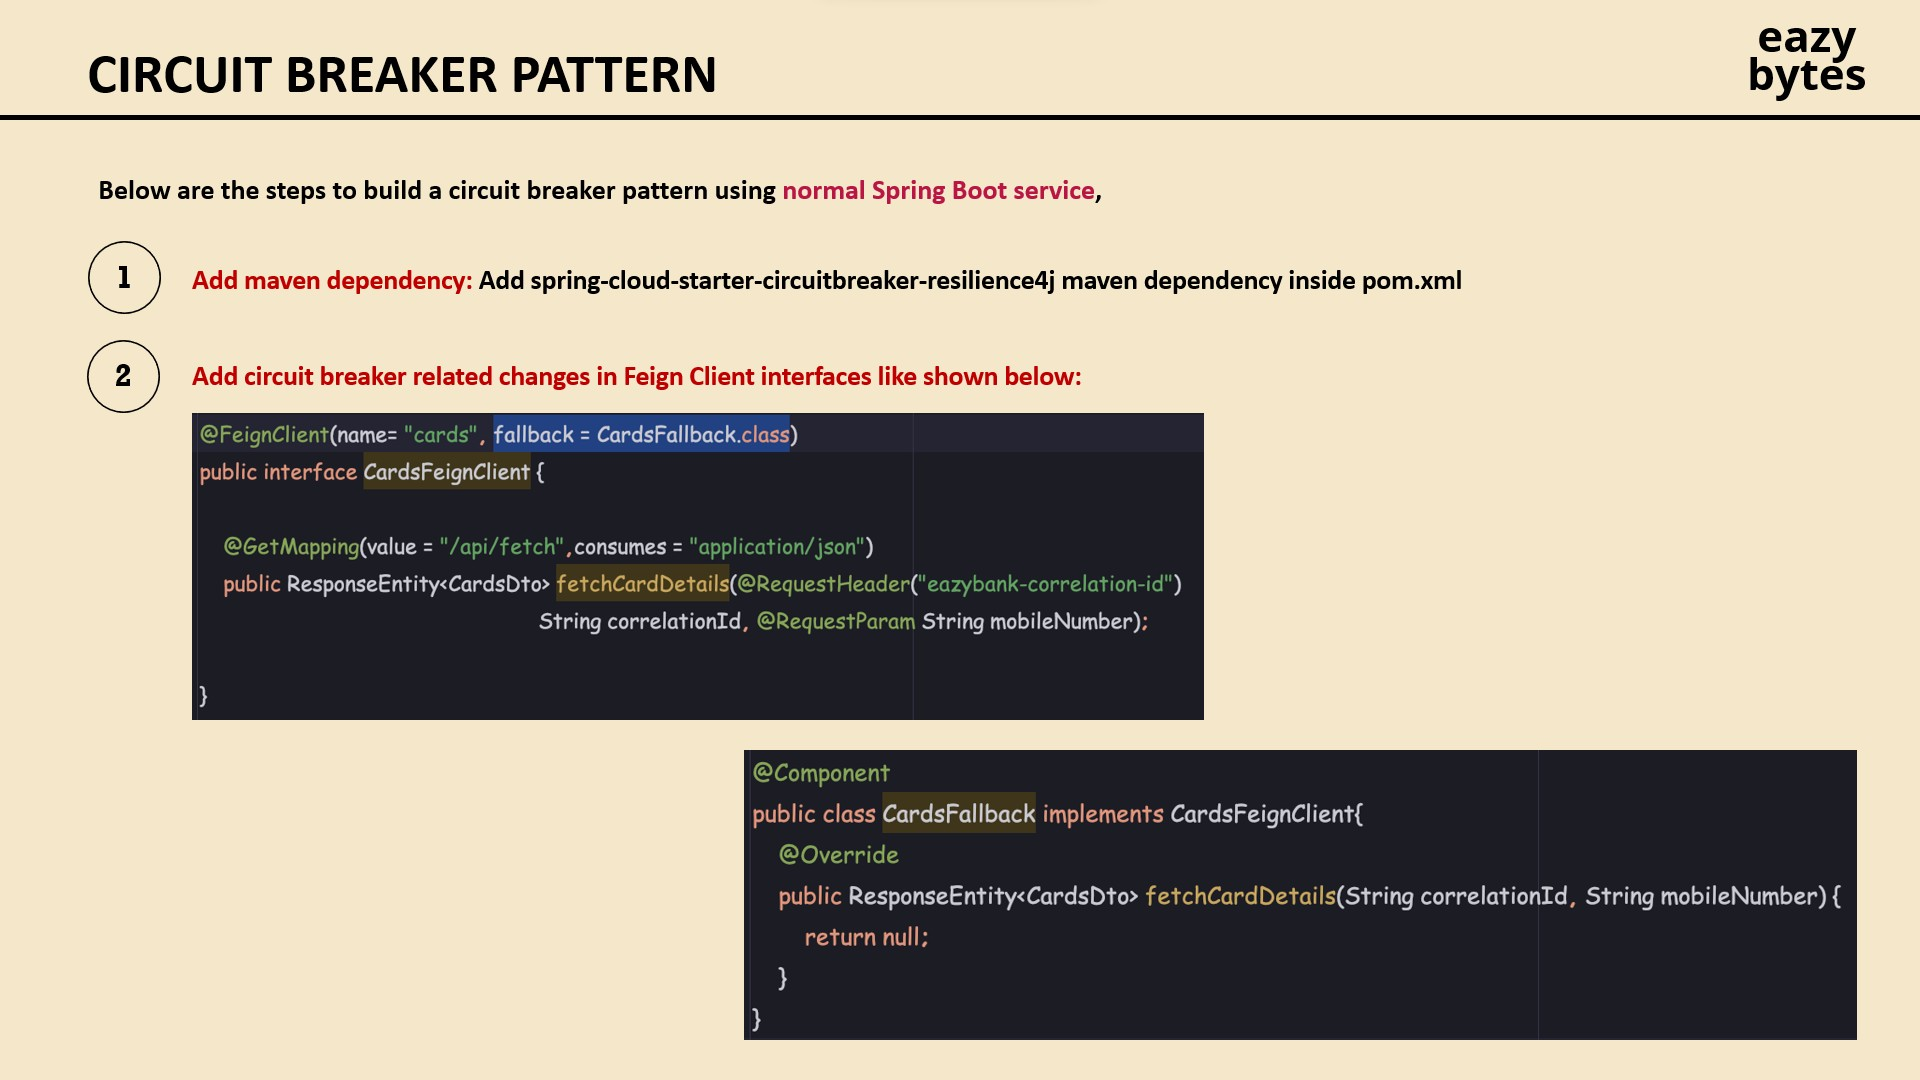 CIRCUIT BREAKER PATTERN
eazy
bytes
Below are the steps to build a circuit breaker pattern using normal Spring Boot service,
1
Add maven dependency: Add spring-cloud-starter-circuitbreaker-resilience4j maven dependency inside pom.xml
2
Add circuit breaker related changes in Feign Client interfaces like shown below:
@FeignClient(name= "cards", fallback = CardsFallback.class)
public interface CardsFeignClient {
@GetMapping(value = "/api/fetch",consumes = "application/json")
public ResponseEntity<CardsDto> fetchCardDetails(@RequestHeader("eazybank-correlation-id")
String correlationId, @RequestParam String mobileNumber);
}
@Component
public class CardsFallback implements CardsFeignClient{
@Override
public ResponseEntity<CardsDto> fetchCardDetails(String correlationId, String mobileNumber) {
return null;
}
}